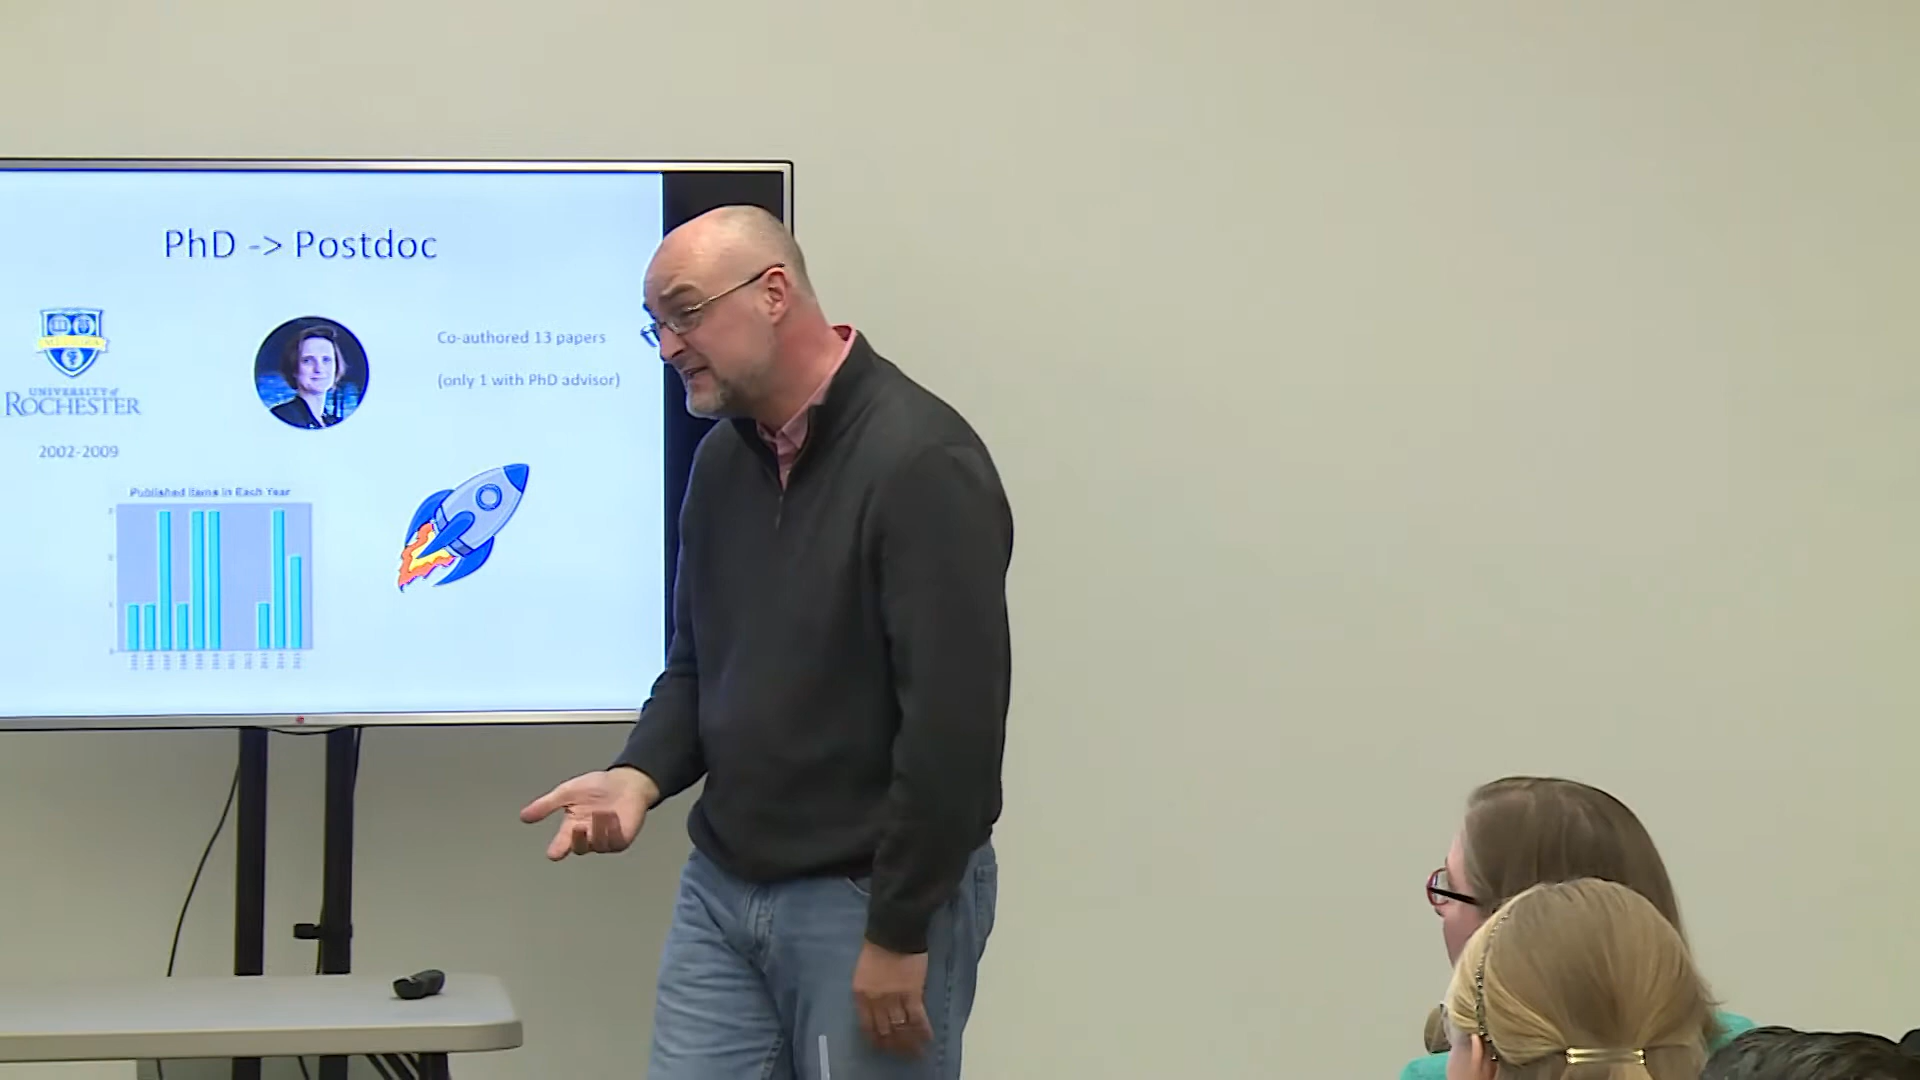 PhD -> Postdoc
Co-authored 13 papers
(only 1 with PhD advisor)
MELIORA
UNIVERSITY of
ROCHESTER
2002-2009
Published Items in Each Year